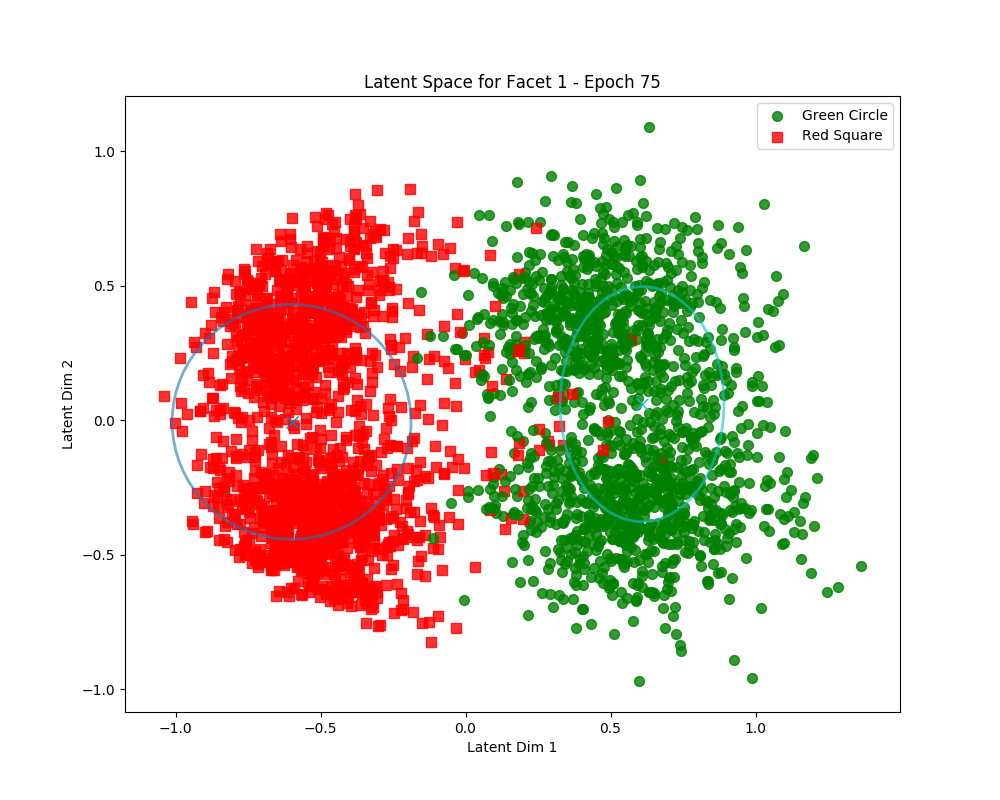 Latent Space for Facet 1 - Epoch 75
Green Circle
Red Square
1.0
0.5
0.0
−0.5
−1.0
Latent Dim 2
−1.0 −0.5 0.0 0.5 1.0
Latent Dim 1